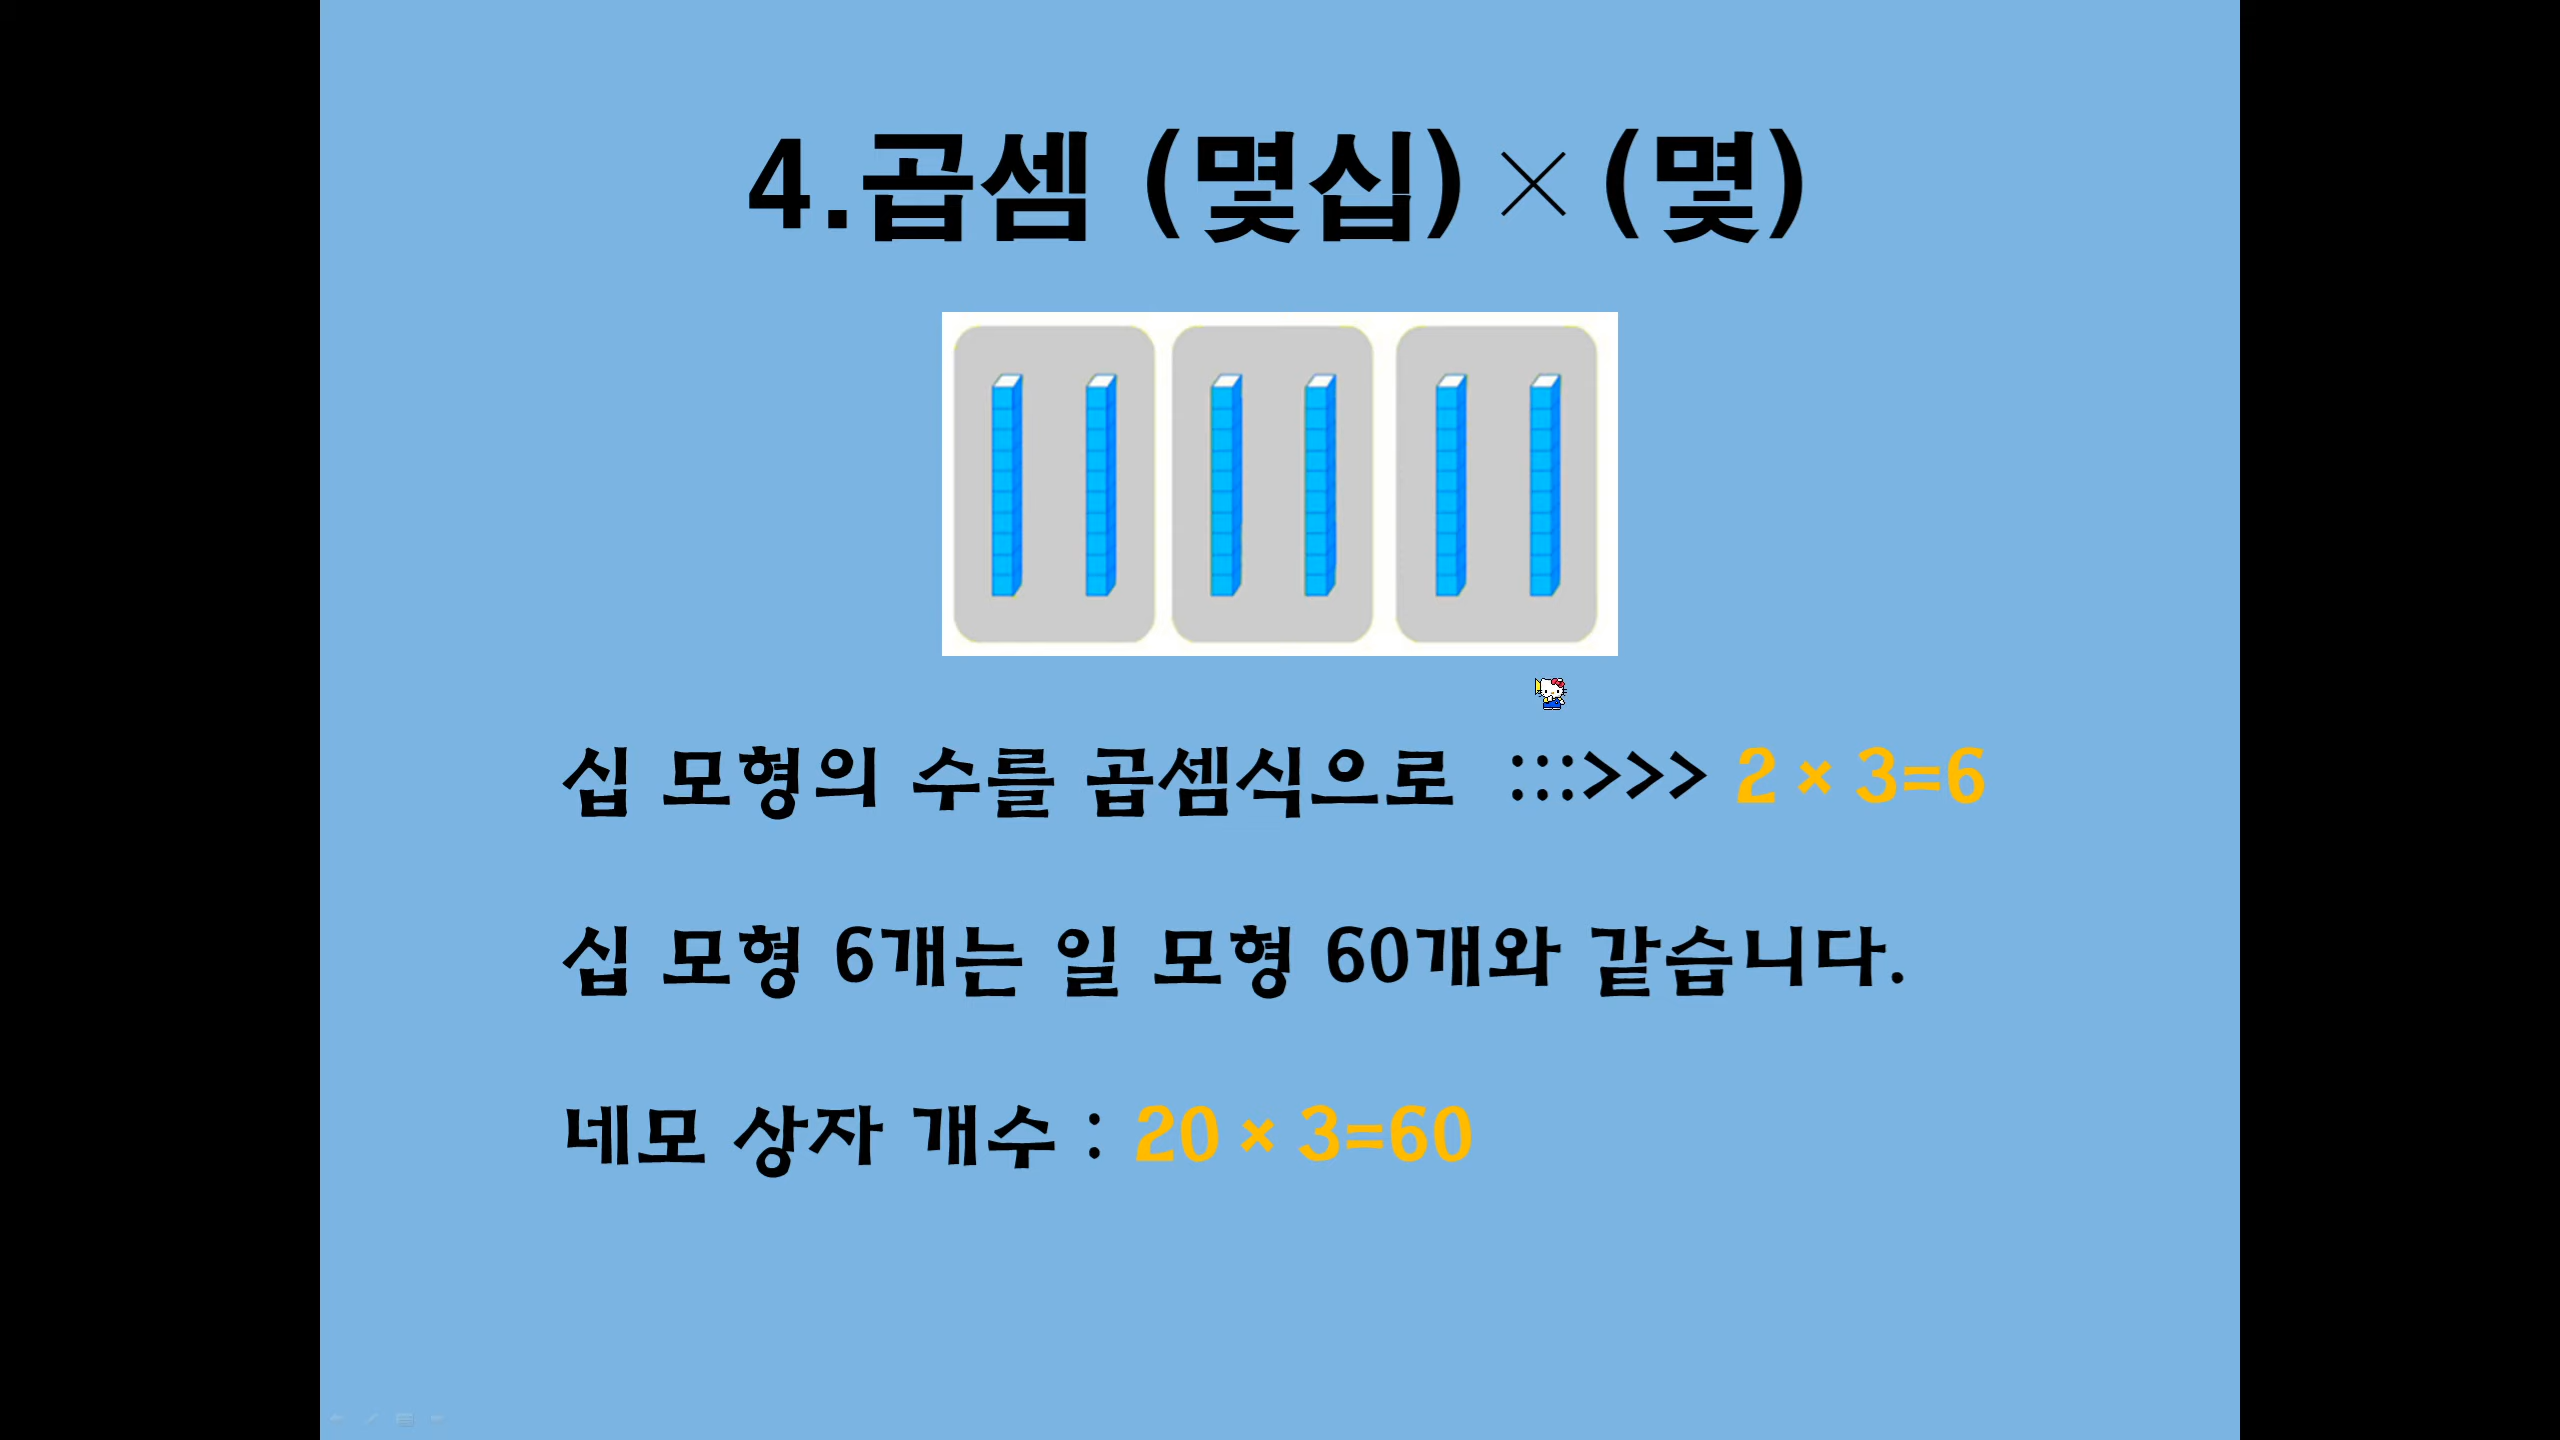 4.곱셈 (몇십)×(몇)
십 모형의 수를 곱셈식으로 :::>>> 2×3=6
십 모형 6개는 일 모형 60개와 같습니다.
네모 상자 개수 : 20×3=60